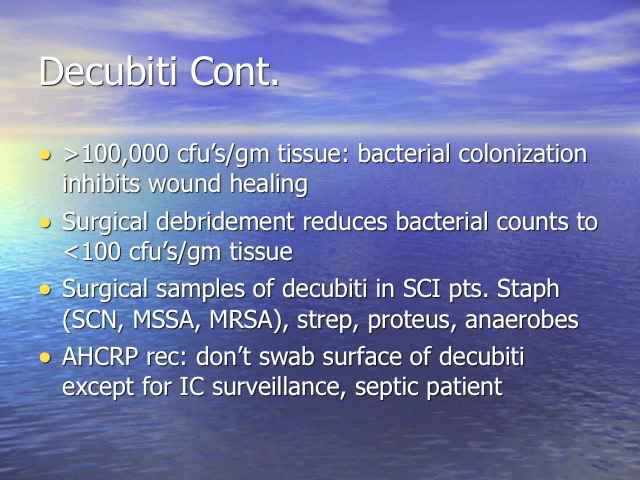 Decubiti Cont.
• >100,000 cfu's/gm tissue: bacterial colonization
inhibits wound healing
• Surgical debridement reduces bacterial counts to
<100 cfu's/gm tissue
• Surgical samples of decubiti in SCI pts. Staph
(SCN, MSSA, MRSA), strep, proteus, anaerobes
• AHCRP rec: don't swab surface of decubiti
except for IC surveillance, septic patient